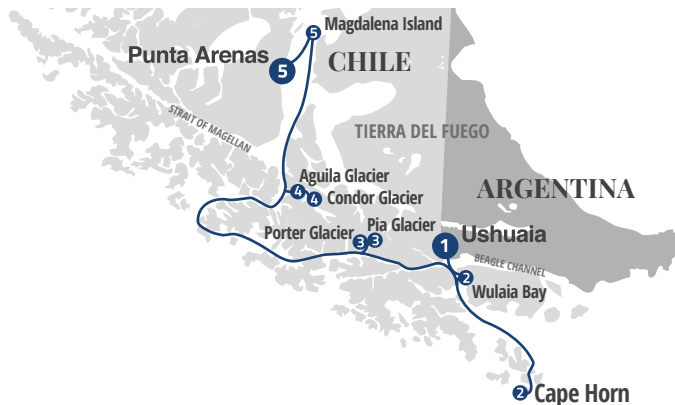 5 Magdalena Island
Punta Arenas
5
CHILE
STRAIT OF MAGELLAN
TIERRA DEL FUEGO
Aguila Glacier
4
4 Condor Glacier
ARGENTINA
Pia Glacier
Porter Glacier 3 3
1 Ushuaia
BEAGLE CHANNEL
2
Wulaia Bay
2 Cape Horn